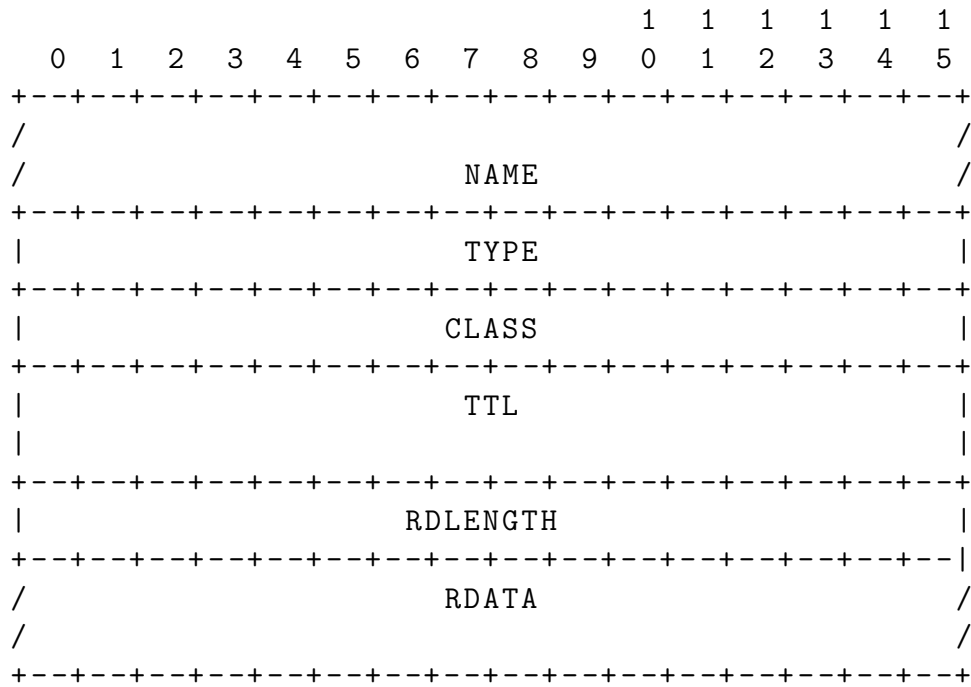 1  1  1  1  1  1
  0  1  2  3  4  5  6  7  8  9  0  1  2  3  4  5
+--+--+--+--+--+--+--+--+--+--+--+--+--+--+--+--+
/                                               /
/                      NAME                     /
+--+--+--+--+--+--+--+--+--+--+--+--+--+--+--+--+
|                      TYPE                     |
+--+--+--+--+--+--+--+--+--+--+--+--+--+--+--+--+
|                     CLASS                     |
+--+--+--+--+--+--+--+--+--+--+--+--+--+--+--+--+
|                      TTL                      |
|                                               |
+--+--+--+--+--+--+--+--+--+--+--+--+--+--+--+--+
|                   RDLENGTH                    |
+--+--+--+--+--+--+--+--+--+--+--+--+--+--+--+--|
/                     RDATA                     /
/                                               /
+--+--+--+--+--+--+--+--+--+--+--+--+--+--+--+--+